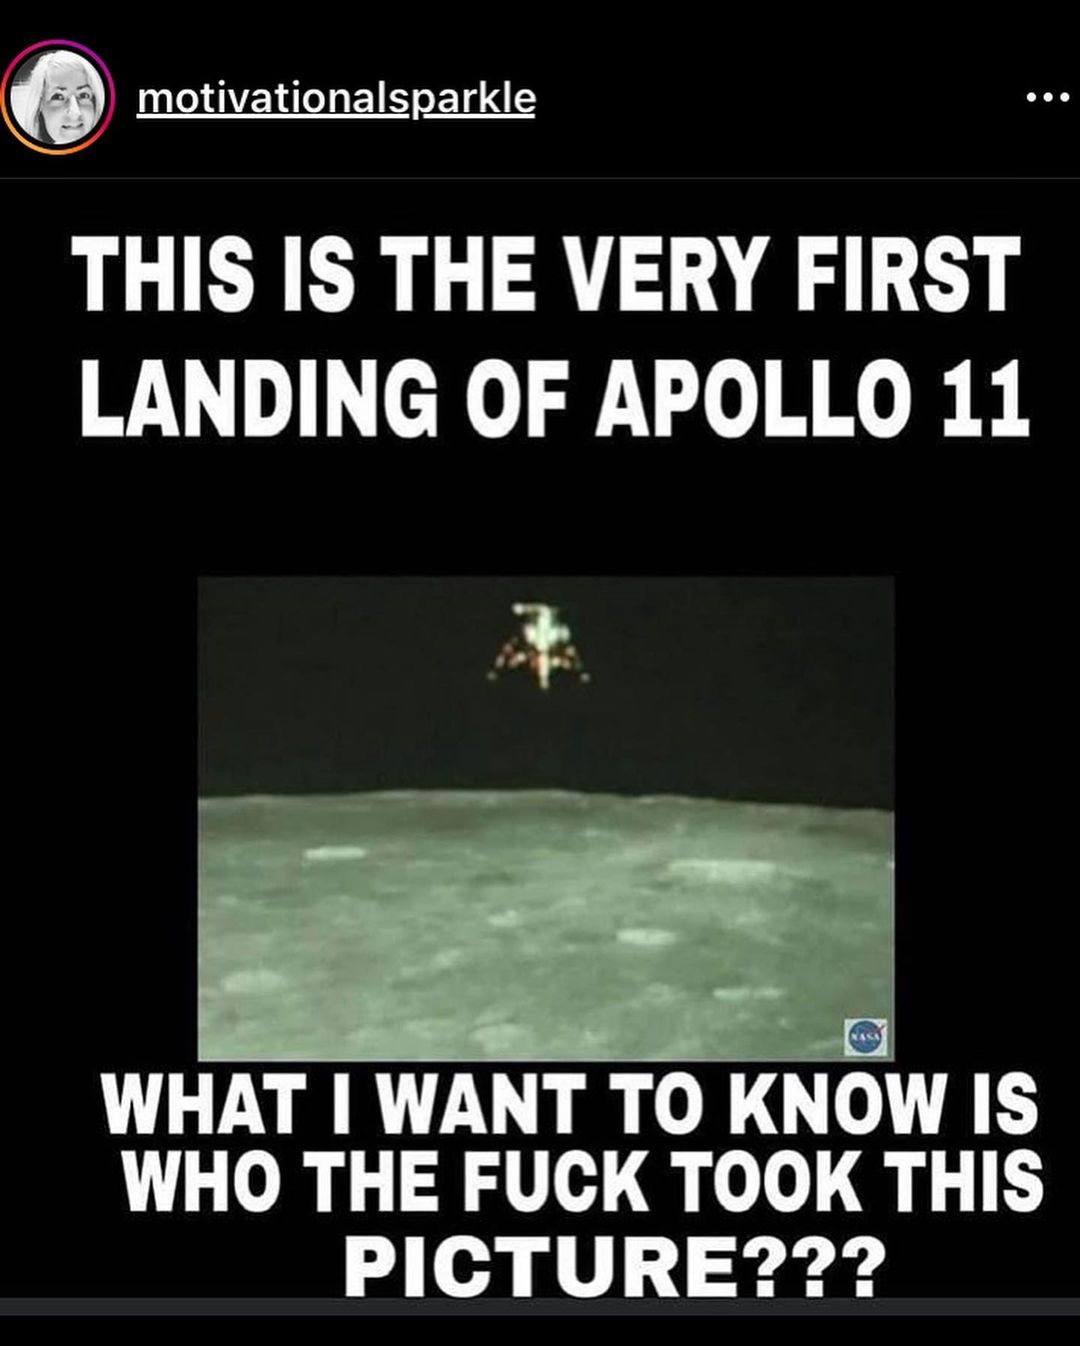 motivationalsparkle
THIS IS THE VERY FIRST
LANDING OF APOLLO 11
NASA
WHAT I WANT TO KNOW IS
WHO THE FUCK TOOK THIS
PICTURE???